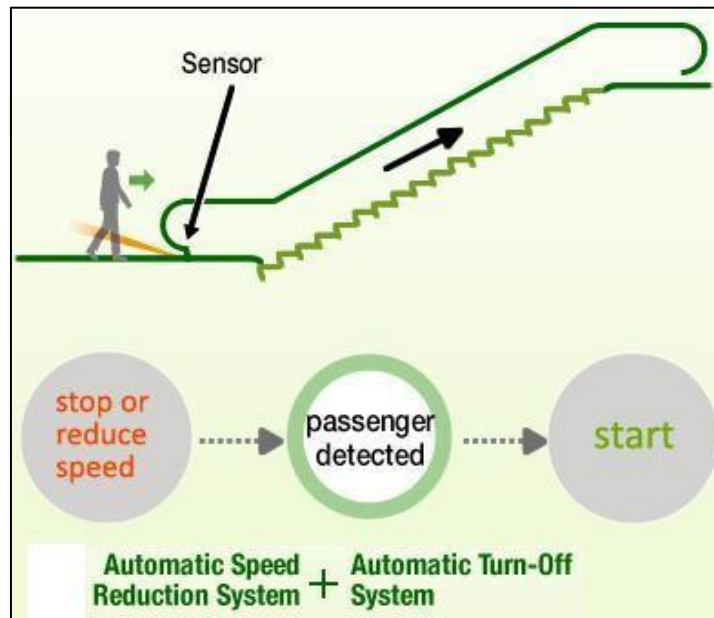 Sensor
stop or
reduce
speed
passenger
detected
start
Automatic Speed
Reduction System
+
Automatic Turn-Off
System